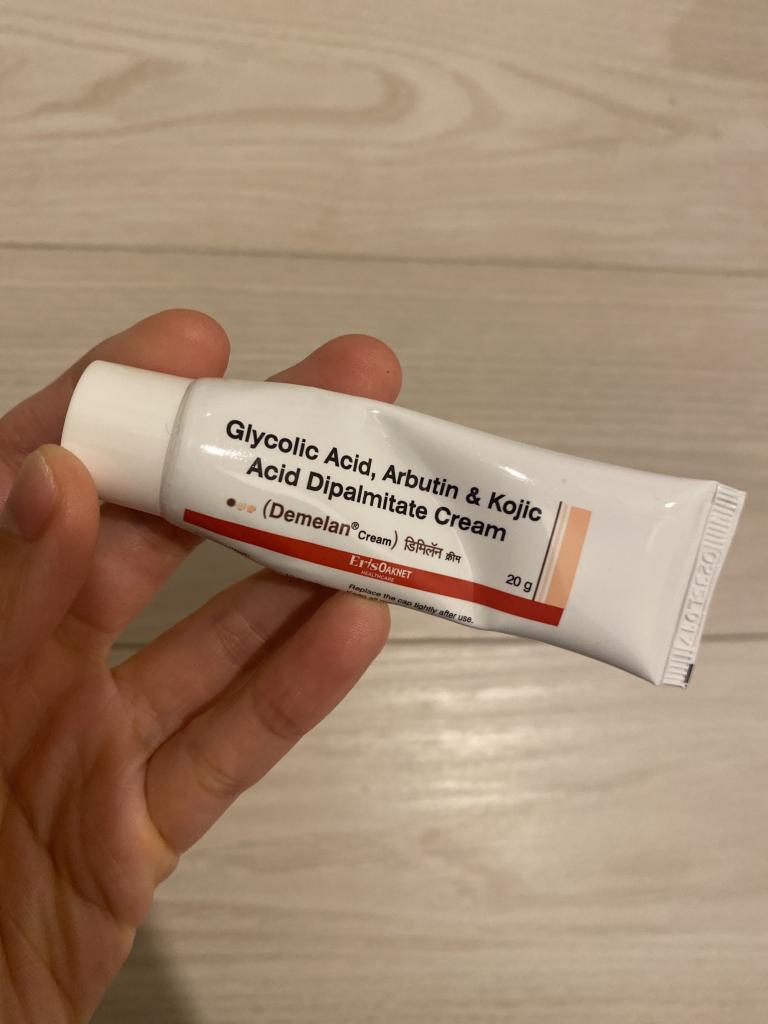 Glycolic Acid, Arbutin & Kojic
Acid Dipalmitate Cream
(Demelan® Cream) डिमिलॅन क्रीम
ErisOAKNET
HEALTHCARE
20 g
Replace the cap tightly after use.